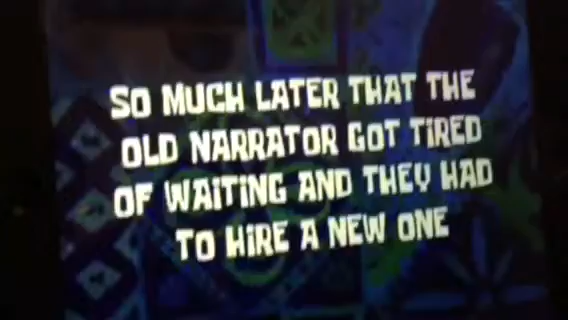 SO MUCH LATER THAT THE
OLD NARRATOR GOT TIRED
OF WAITING AND THEY HAD
TO HIRE A NEW ONE